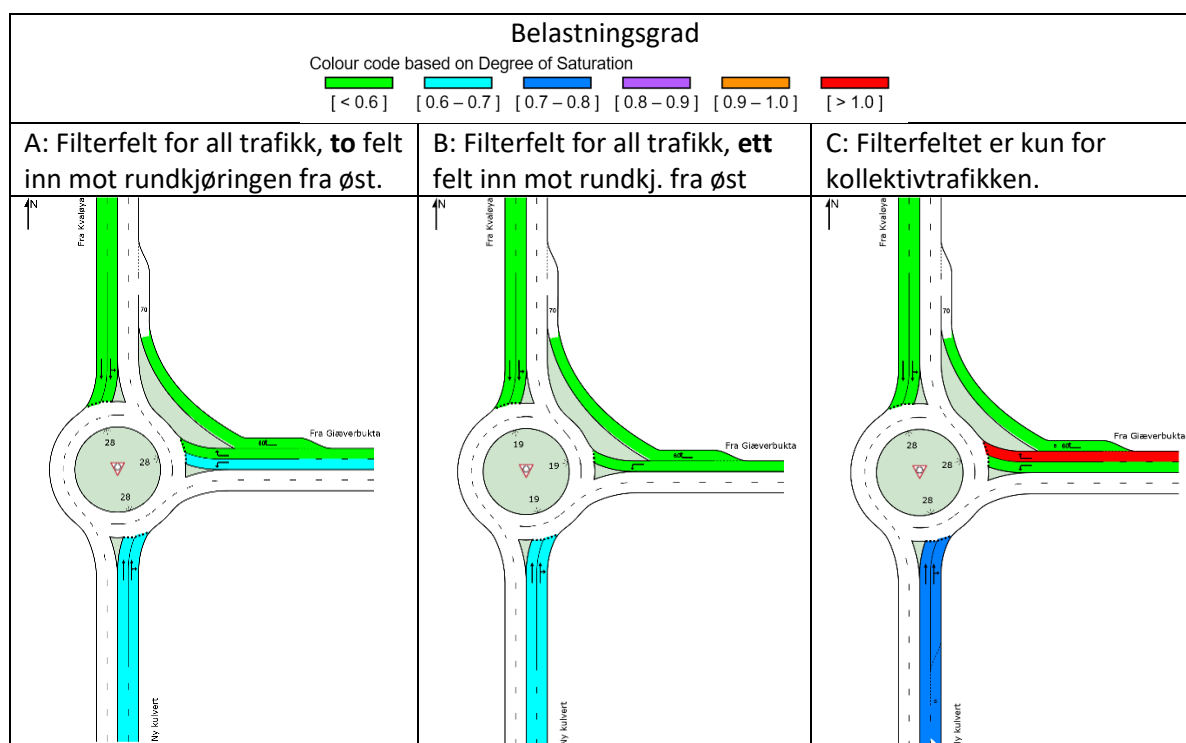 Belastningsgrad
Colour code based on Degree of Saturation
[ < 0.6 ] [ 0.6 – 0.7 ] [ 0.7 – 0.8 ] [ 0.8 – 0.9 ] [ 0.9 – 1.0 ] [ > 1.0 ]
A: Filterfelt for all trafikk, to felt
inn mot rundkjøringen fra øst.
B: Filterfelt for all trafikk, ett
felt inn mot rundkj. fra øst
C: Filterfeltet er kun for
kollektivtrafikken.
N
Fra Kvaløya
70
Fra Giæverbukta
28
28
28
Ny kulvert
N
Fra Kvaløya
70
Fra Giæverbukta
19
19
19
Ny kulvert
N
Fra Kvaløya
70
Fra Giæverbukta
28
28
28
Ny kulvert